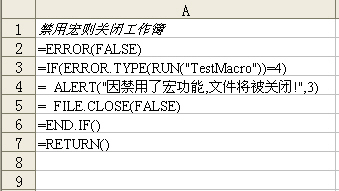 A
1 禁用宏则关闭工作簿
2 =ERROR(FALSE)
3 =IF(ERROR.TYPE(RUN("TestMacro"))=4)
4 = ALERT("因禁用了宏功能,文件将被关闭!",3)
5 = FILE.CLOSE(FALSE)
6 =END.IF()
7 =RETURN()
8
9